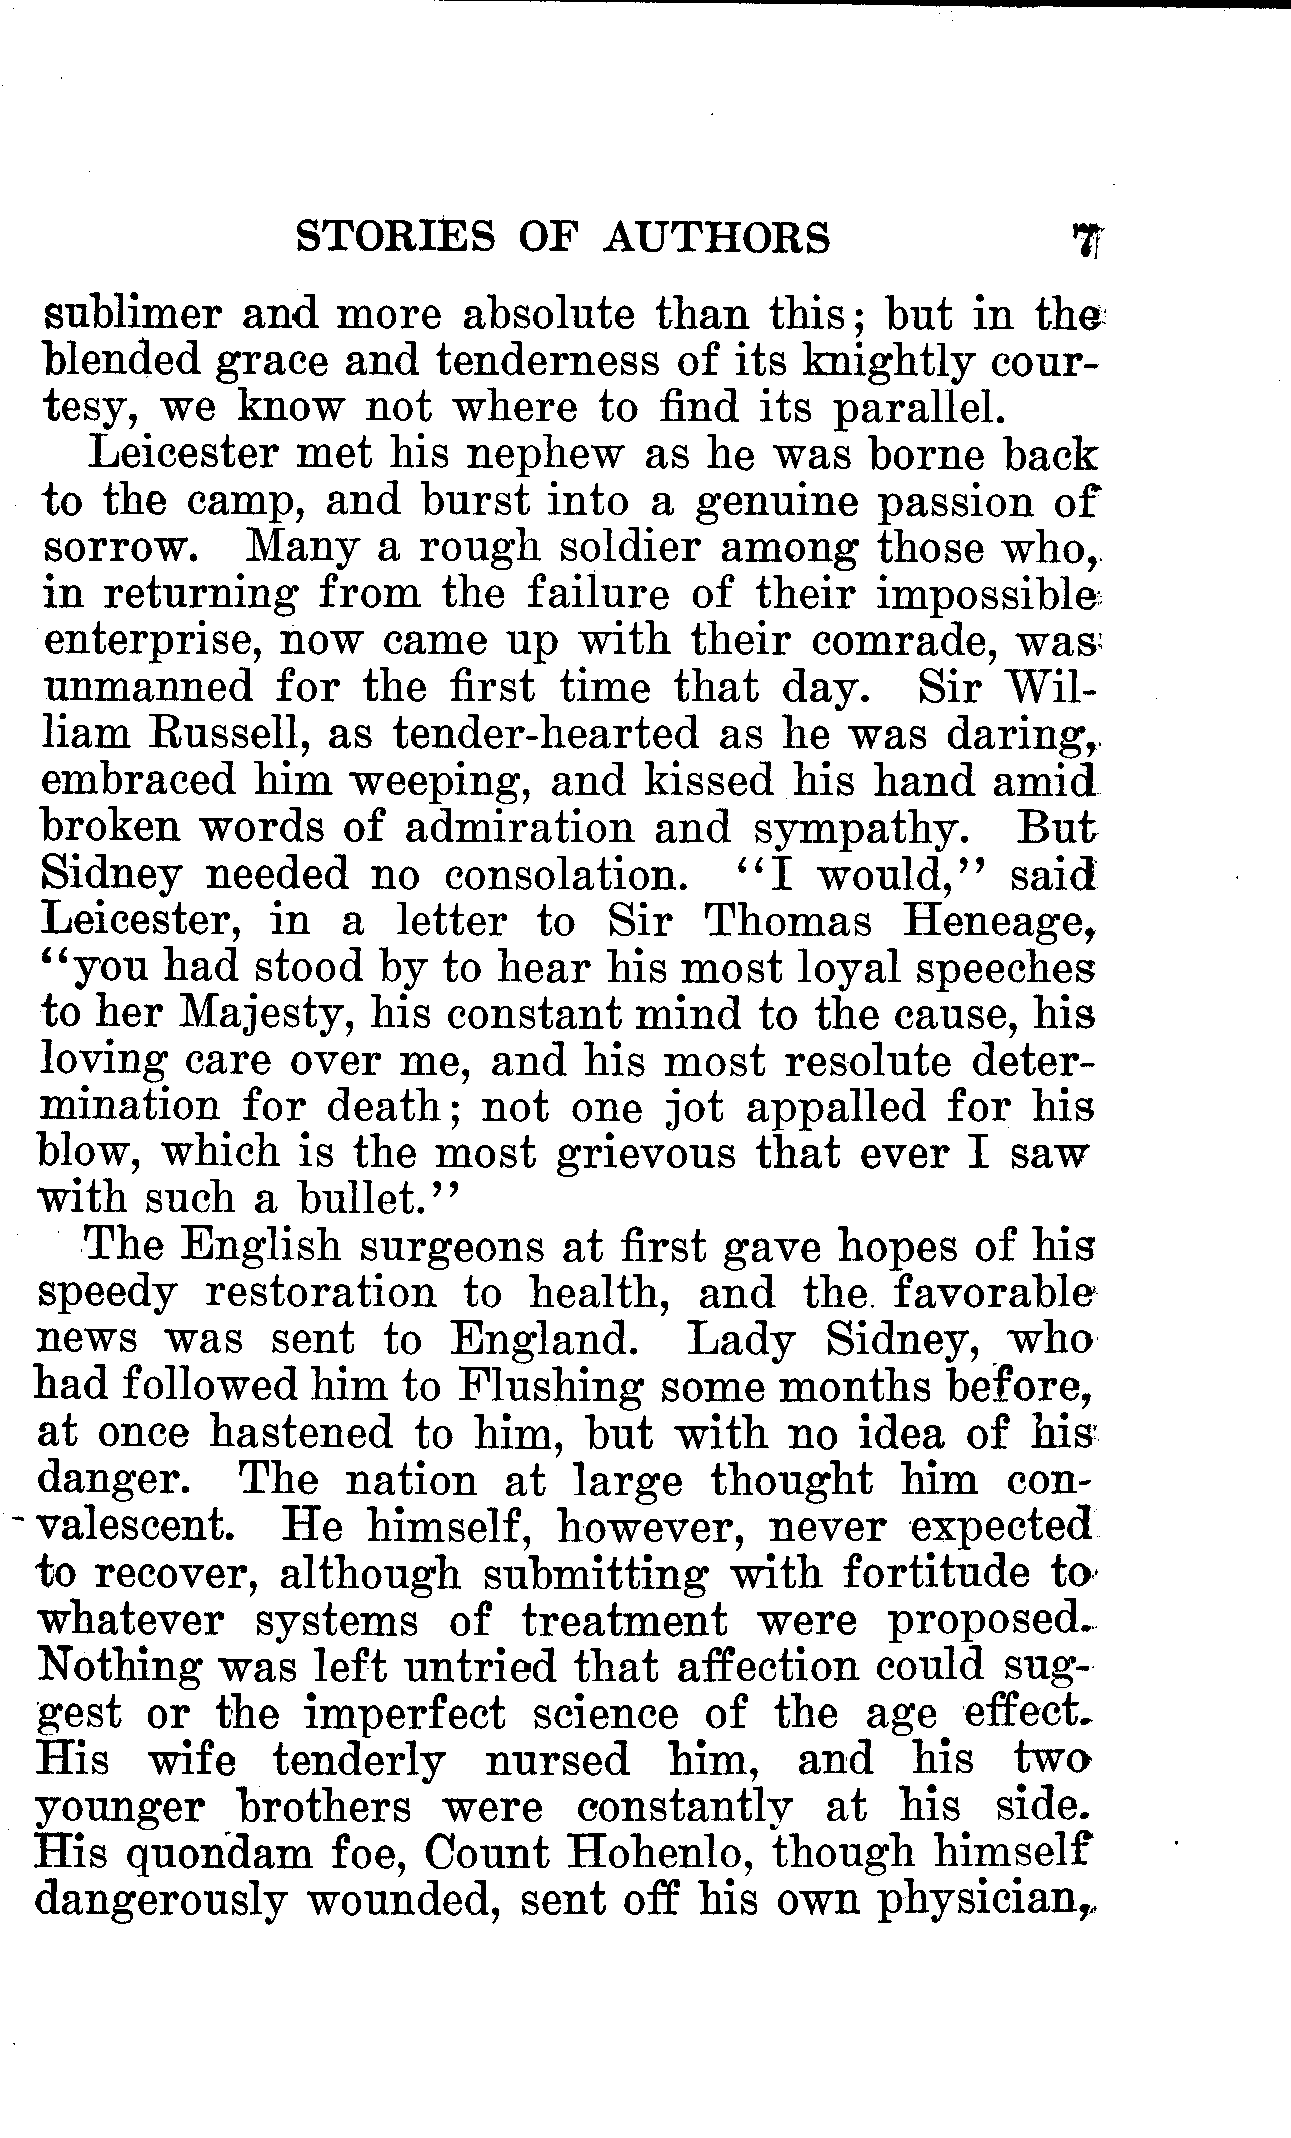 STORIES OF AUTHORS 7
sublimer and more absolute than this; but in the
blended grace and tenderness of its knightly cour-
tesy, we know not where to find its parallel.
Leicester met his nephew as he was borne back
to the camp, and burst into a genuine passion of
sorrow. Many a rough soldier among those who,
in returning from the failure of their impossible
enterprise, now came up with their comrade, was
unmanned for the first time that day. Sir Wil-
liam Russell, as tender-hearted as he was daring,
embraced him weeping, and kissed his hand amid
broken words of admiration and sympathy. But
Sidney needed no consolation. "I would," said
Leicester, in a letter to Sir Thomas Heneage,
"you had stood by to hear his most loyal speeches
to her Majesty, his constant mind to the cause, his
loving care over me, and his most resolute deter-
mination for death; not one jot appalled for his
blow, which is the most grievous that ever I saw
with such a bullet."
The English surgeons at first gave hopes of his
speedy restoration to health, and the favorable
news was sent to England. Lady Sidney, who
had followed him to Flushing some months before,
at once hastened to him, but with no idea of his
danger. The nation at large thought him con-
valescent. He himself, however, never expected
to recover, although submitting with fortitude to
whatever systems of treatment were proposed.
Nothing was left untried that affection could sug-
gest or the imperfect science of the age effect.
His wife tenderly nursed him, and his two
younger brothers were constantly at his side.
His quondam foe, Count Hohenlo, though himself
dangerously wounded, sent off his own physician,